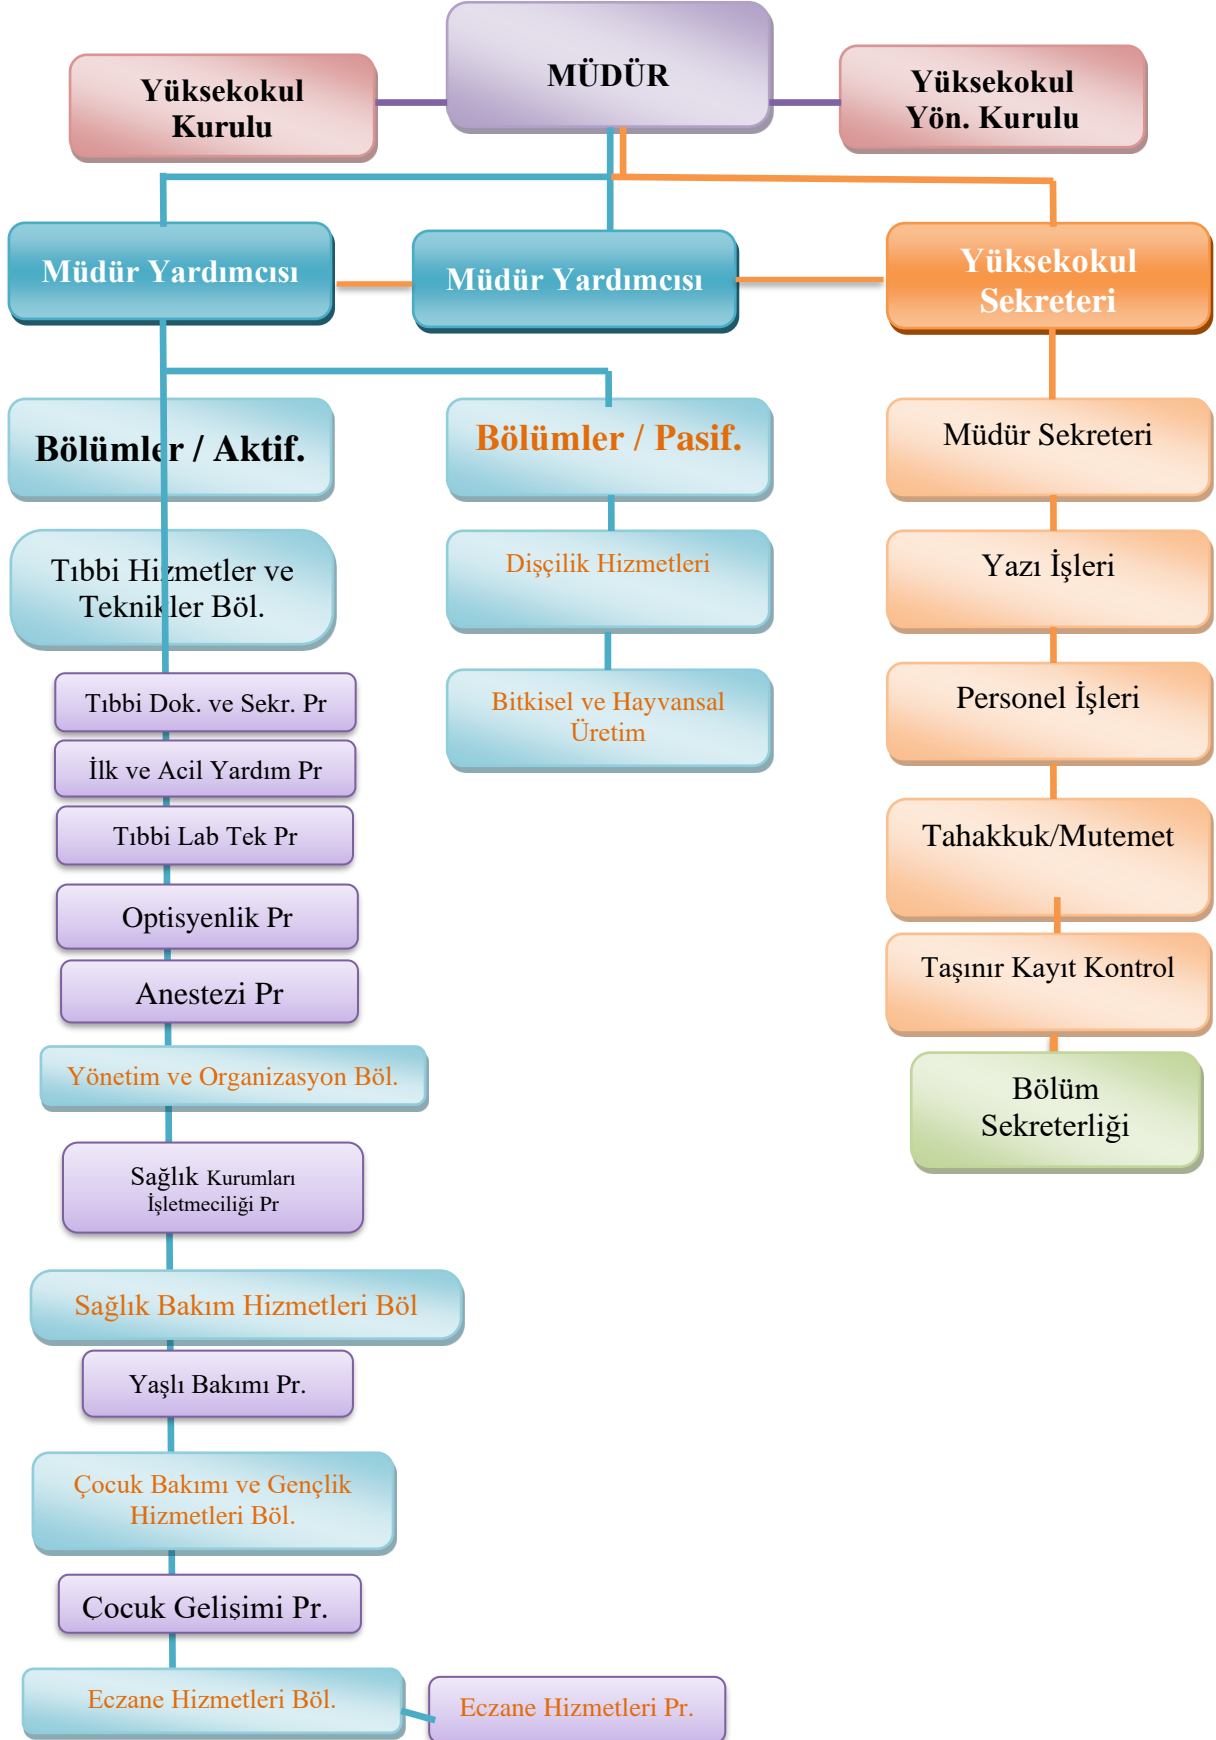 MÜDÜR
Yüksekokul
Kurulu
Yüksekokul
Yön. Kurulu
Müdür Yardımcısı
Müdür Yardımcısı
Yüksekokul
Sekreteri
Bölümler / Aktif.
Bölümler / Pasif.
Müdür Sekreteri
Tıbbi Hizmetler ve
Teknikler Böl.
Dişçilik Hizmetleri
Yazı İşleri
Tıbbi Dok. ve Sekr. Pr
Bitkisel ve Hayvansal
Üretim
Personel İşleri
İlk ve Acil Yardım Pr
Tıbbi Lab Tek Pr
Tahakkuk/Mutemet
Optisyenlik Pr
Anestezi Pr
Taşınır Kayıt Kontrol
Yönetim ve Organizasyon Böl.
Bölüm
Sekreterliği
Sağlık Kurumları
İşletmeciliği Pr
Sağlık Bakım Hizmetleri Böl
Yaşlı Bakımı Pr.
Çocuk Bakımı ve Gençlik
Hizmetleri Böl.
Çocuk Gelişimi Pr.
Eczane Hizmetleri Böl.
Eczane Hizmetleri Pr.